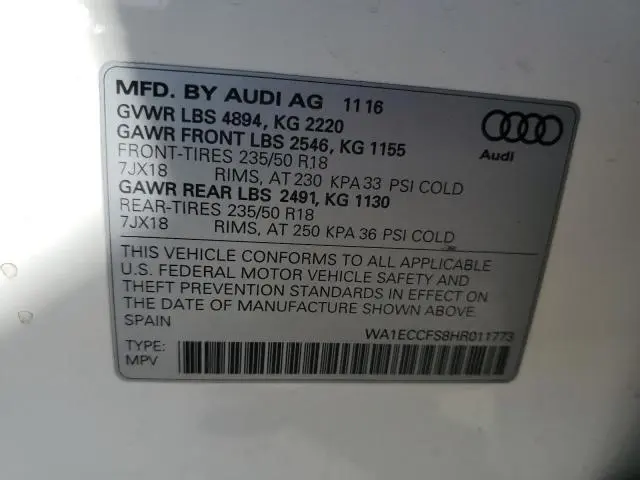 MFD. BY AUDI AG 11 16
GVWR LBS 4894, KG 2220
GAWR FRONT LBS 2546, KG 1155
FRONT-TIRES 235/50 R18
7JX18 RIMS, AT 230 KPA 33 PSI COLD
GAWR REAR LBS 2491, KG 1130
REAR-TIRES 235/50 R18
7JX18 RIMS, AT 250 KPA 36 PSI COLD
Audi
THIS VEHICLE CONFORMS TO ALL APPLICABLE
U.S. FEDERAL MOTOR VEHICLE SAFETY AND
THEFT PREVENTION STANDARDS IN EFFECT ON
THE DATE OF MANUFACTURE SHOWN ABOVE.
SPAIN
WA1ECCFS8HR011773
TYPE:
MPV